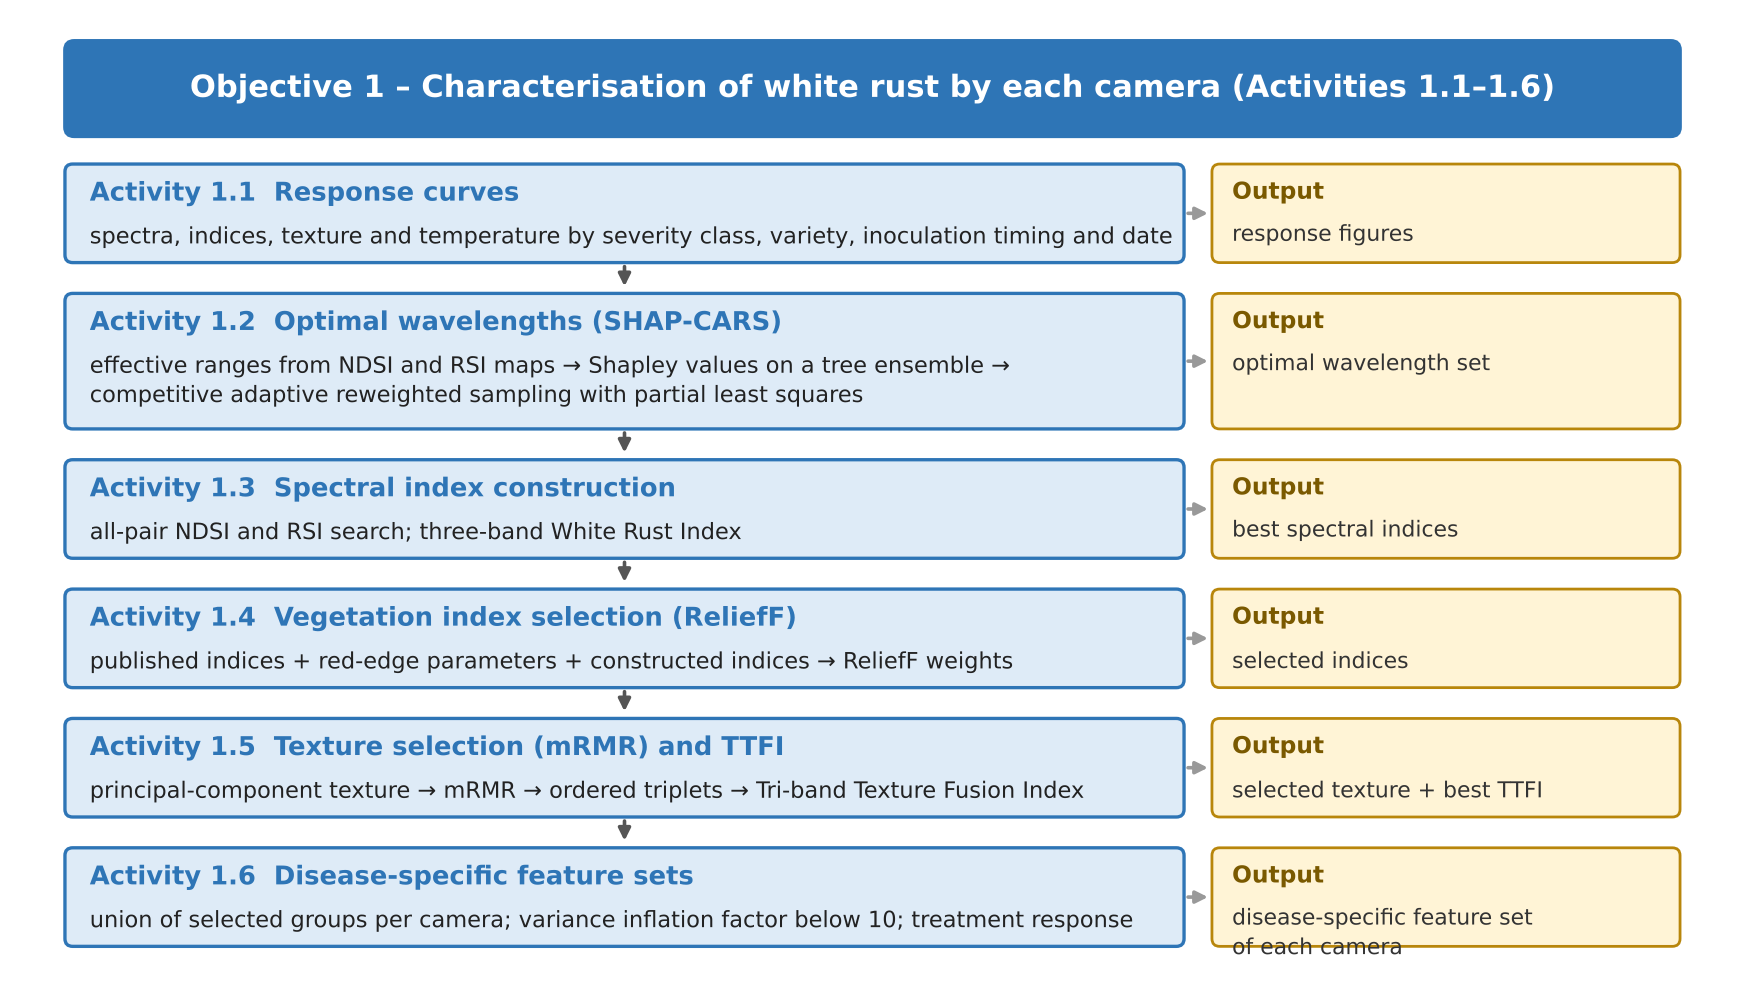 Objective 1 – Characterisation of white rust by each camera (Activities 1.1–1.6)
Activity 1.1  Response curves
spectra, indices, texture and temperature by severity class, variety, inoculation timing and date
Output
response figures
Activity 1.2  Optimal wavelengths (SHAP-CARS)
effective ranges from NDSI and RSI maps → Shapley values on a tree ensemble →
competitive adaptive reweighted sampling with partial least squares
Output
optimal wavelength set
Activity 1.3  Spectral index construction
all-pair NDSI and RSI search; three-band White Rust Index
Output
best spectral indices
Activity 1.4  Vegetation index selection (ReliefF)
published indices + red-edge parameters + constructed indices → ReliefF weights
Output
selected indices
Activity 1.5  Texture selection (mRMR) and TTFI
principal-component texture → mRMR → ordered triplets → Tri-band Texture Fusion Index
Output
selected texture + best TTFI
Activity 1.6  Disease-specific feature sets
union of selected groups per camera; variance inflation factor below 10; treatment response
Output
disease-specific feature set
of each camera